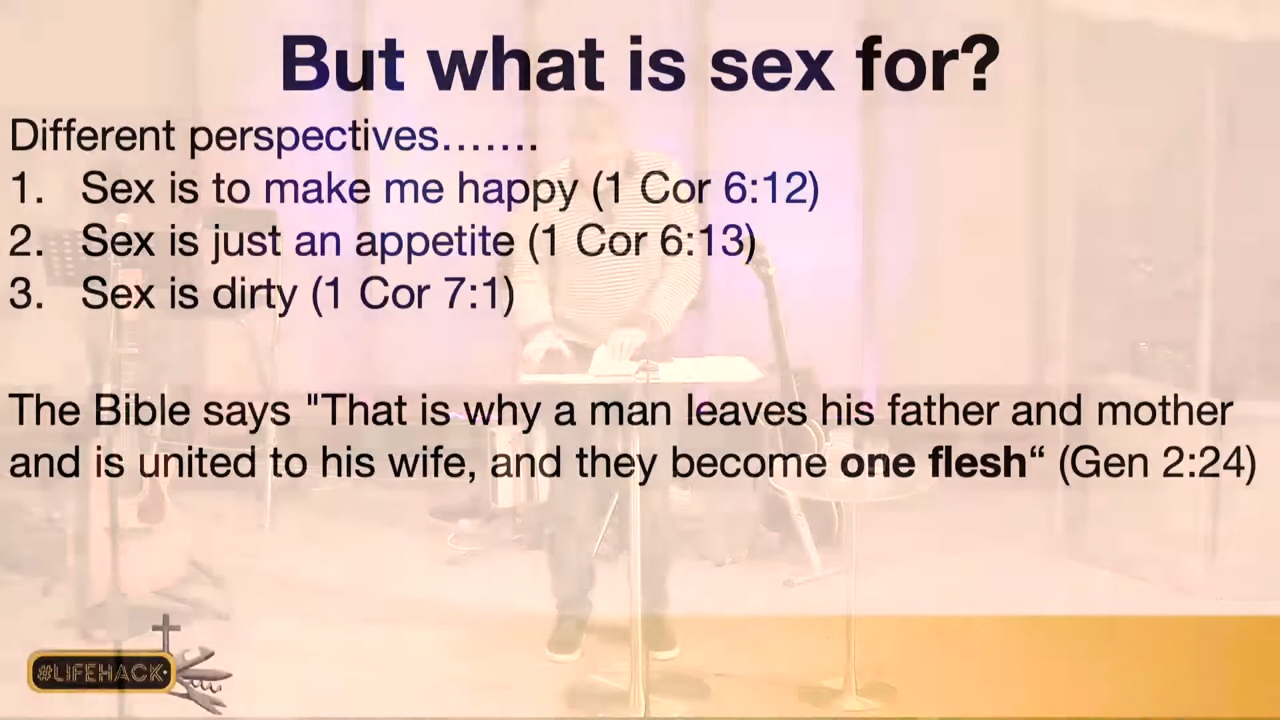 But what is sex for?
Different perspectives.......
1. Sex is to make me happy (1 Cor 6:12)
2. Sex is just an appetite (1 Cor 6:13)
3. Sex is dirty (1 Cor 7:1)
The Bible says "That is why a man leaves his father and mother
and is united to his wife, and they become one flesh“ (Gen 2:24)
#LIFEHACK